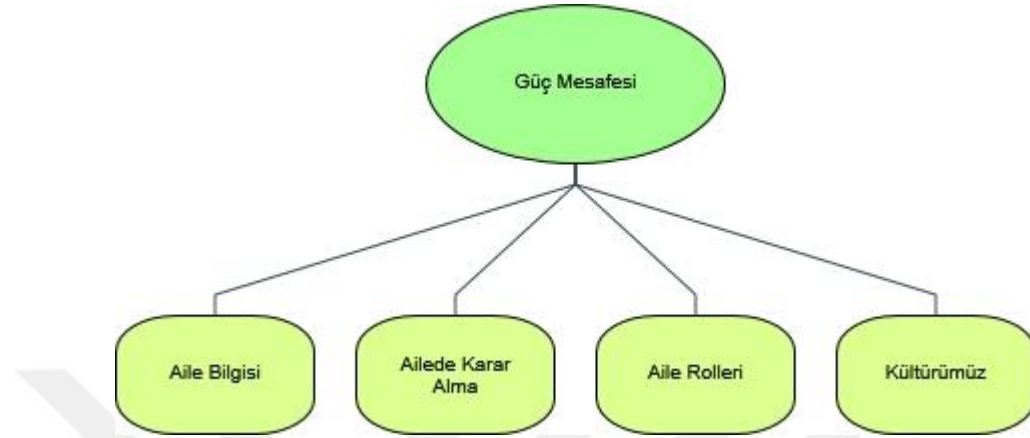 Güç Mesafesi
Aile Bilgisi
Ailede Karar
Alma
Aile Rolleri
Kültürümüz